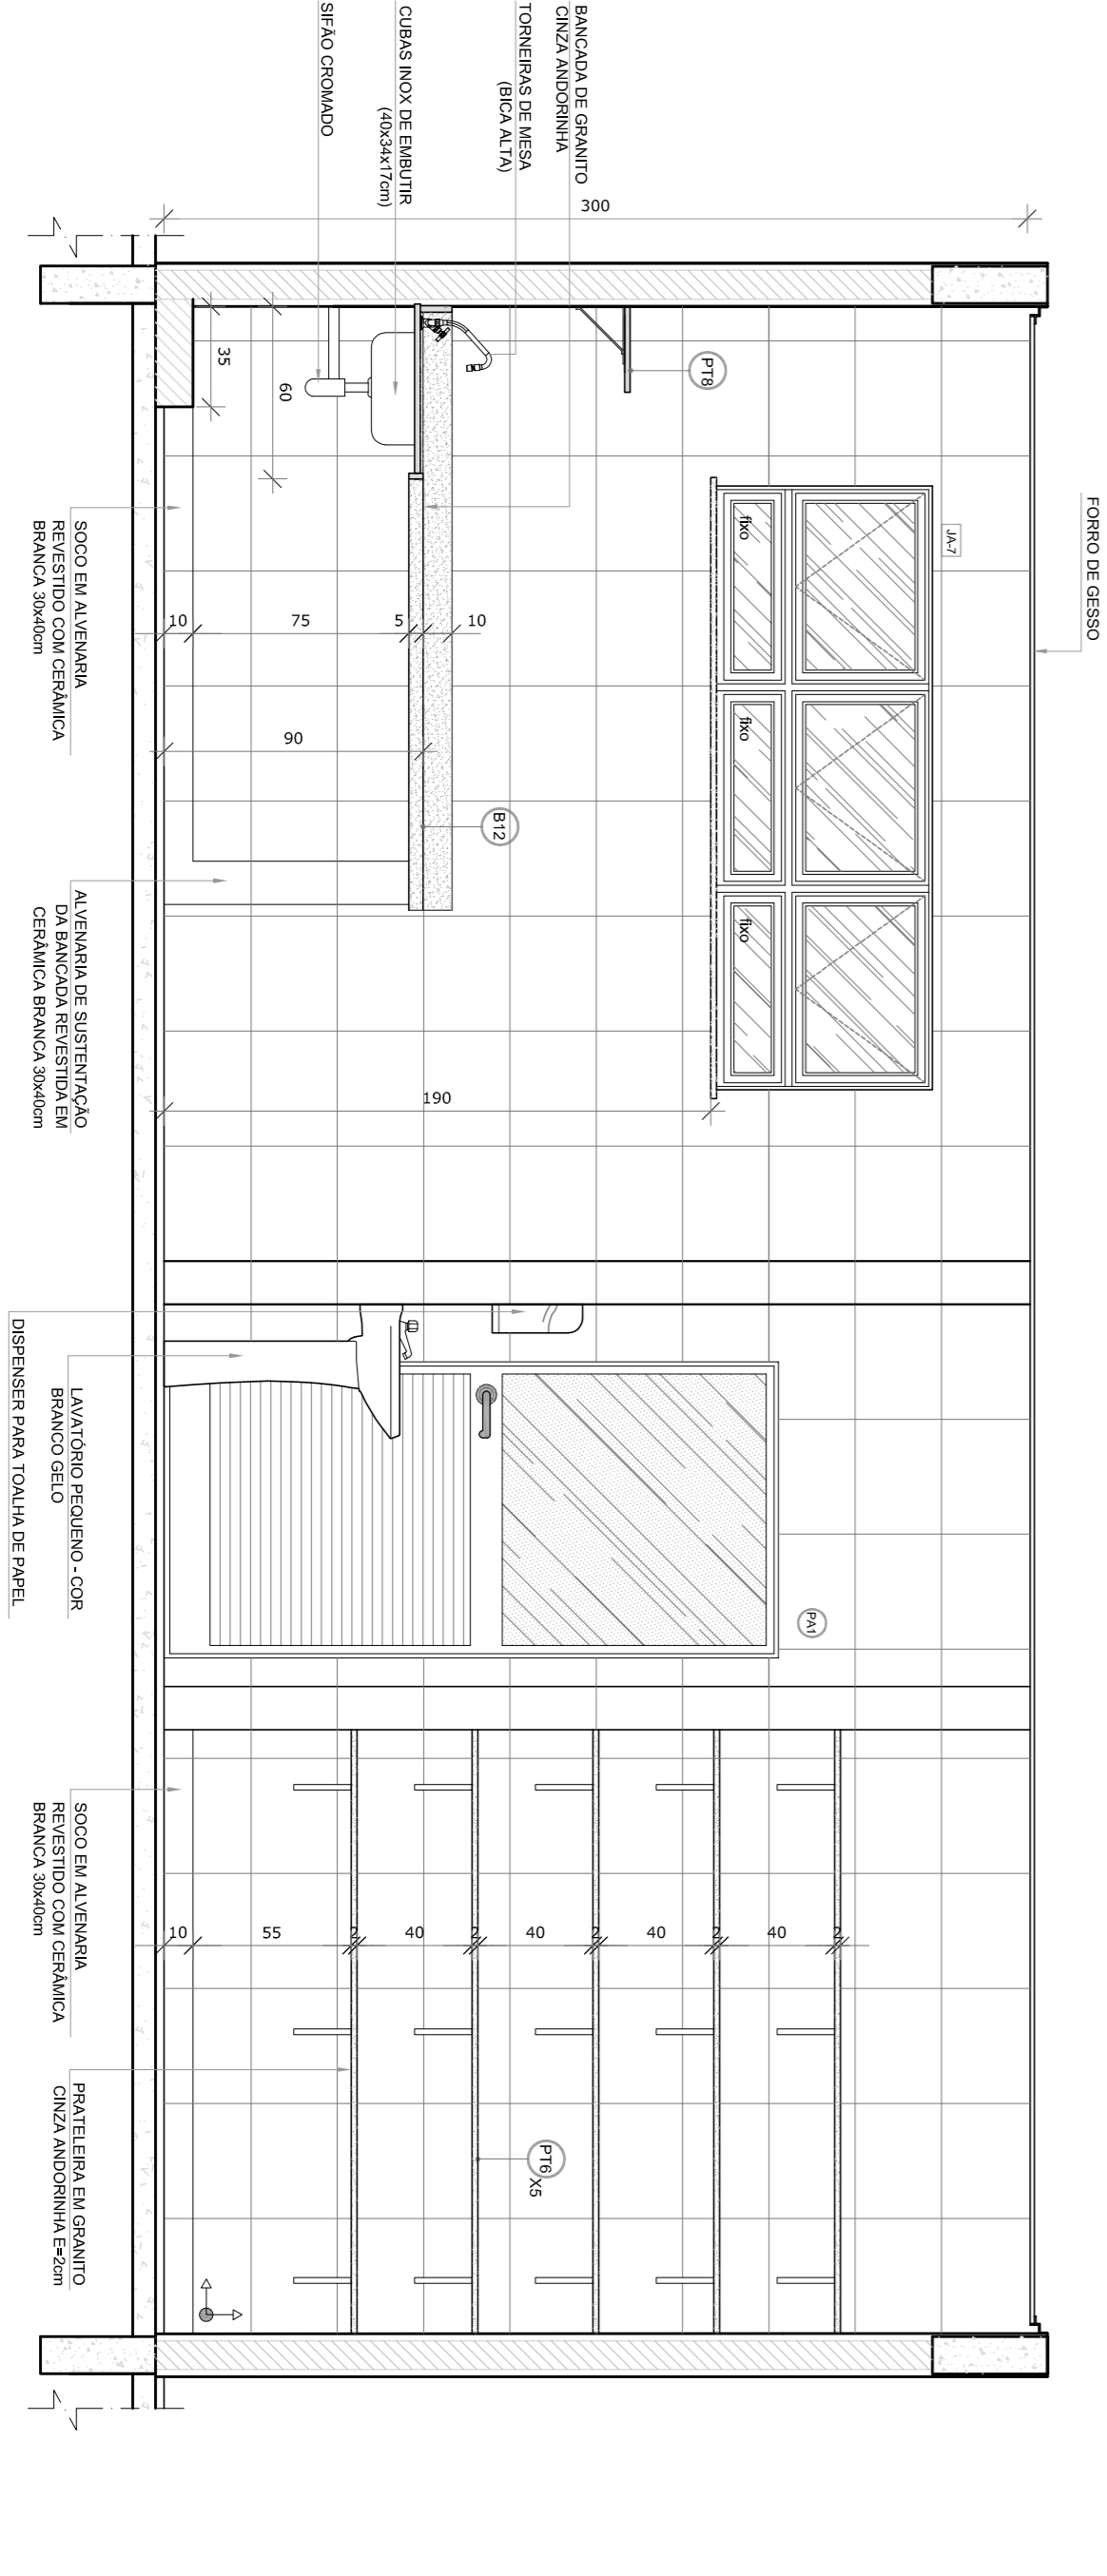 FORRO DE GESSO
JA-7
fixo
fixo
fixo
PT8
PA1
300
BANCADA DE GRANITO
CINZA ANDORINHA
TORNEIRAS DE MESA
(BICA ALTA)
CUBAS INOX DE EMBUTIR
(40x34x17cm)
SIFÃO CROMADO
35
60
10
75
5
10
90
B12
190
10
55
2
40
2
40
2
40
2
40
2
PT6
X5
SOCO EM ALVENARIA
REVESTIDO COM CERÂMICA
BRANCA 30x40cm
ALVENARIA DE SUSTENTAÇÃO
DA BANCADA REVESTIDA EM
CERÂMICA BRANCA 30x40cm
LAVATÓRIO PEQUENO - COR
BRANCO GELO
DISPENSER PARA TOALHA DE PAPEL
SOCO EM ALVENARIA
REVESTIDO COM CERÂMICA
BRANCA 30x40cm
PRATELEIRA EM GRANITO
CINZA ANDORINHA E=2cm